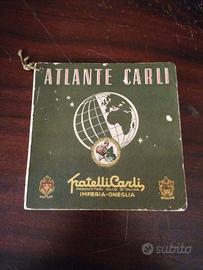 ATLANTE CARLI
Fratelli Carli
PRODUTTORI OLIO D'OLIVA
IMPERIA-ONEGLIA
subito